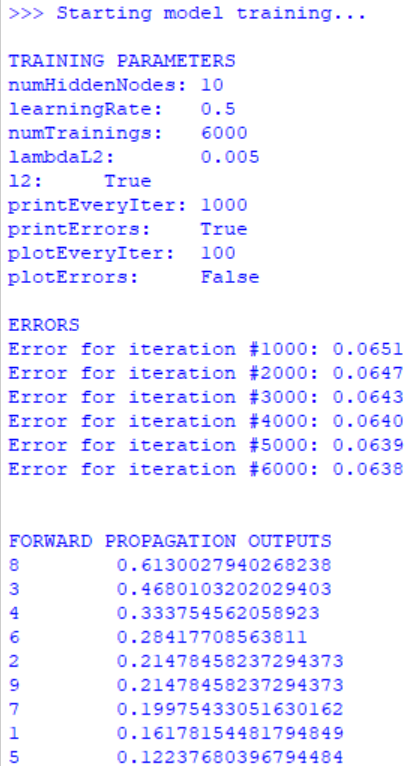 >>> Starting model training...
TRAINING PARAMETERS
numHiddenNodes: 10
learningRate: 0.5
numTrainings: 6000
lambdaL2: 0.005
l2: True
printEveryIter: 1000
printErrors: True
plotEveryIter: 100
plotErrors: False
ERRORS
Error for iteration #1000: 0.0651
Error for iteration #2000: 0.0647
Error for iteration #3000: 0.0643
Error for iteration #4000: 0.0640
Error for iteration #5000: 0.0639
Error for iteration #6000: 0.0638
FORWARD PROPAGATION OUTPUTS
8 0.6130027940268238
3 0.4680103202029403
4 0.333754562058923
6 0.28417708563811
2 0.214784582372943​73
9 0.21478458237294373
7 0.19975433051630162
1 0.16178154481794849
5 0.12237680396794484